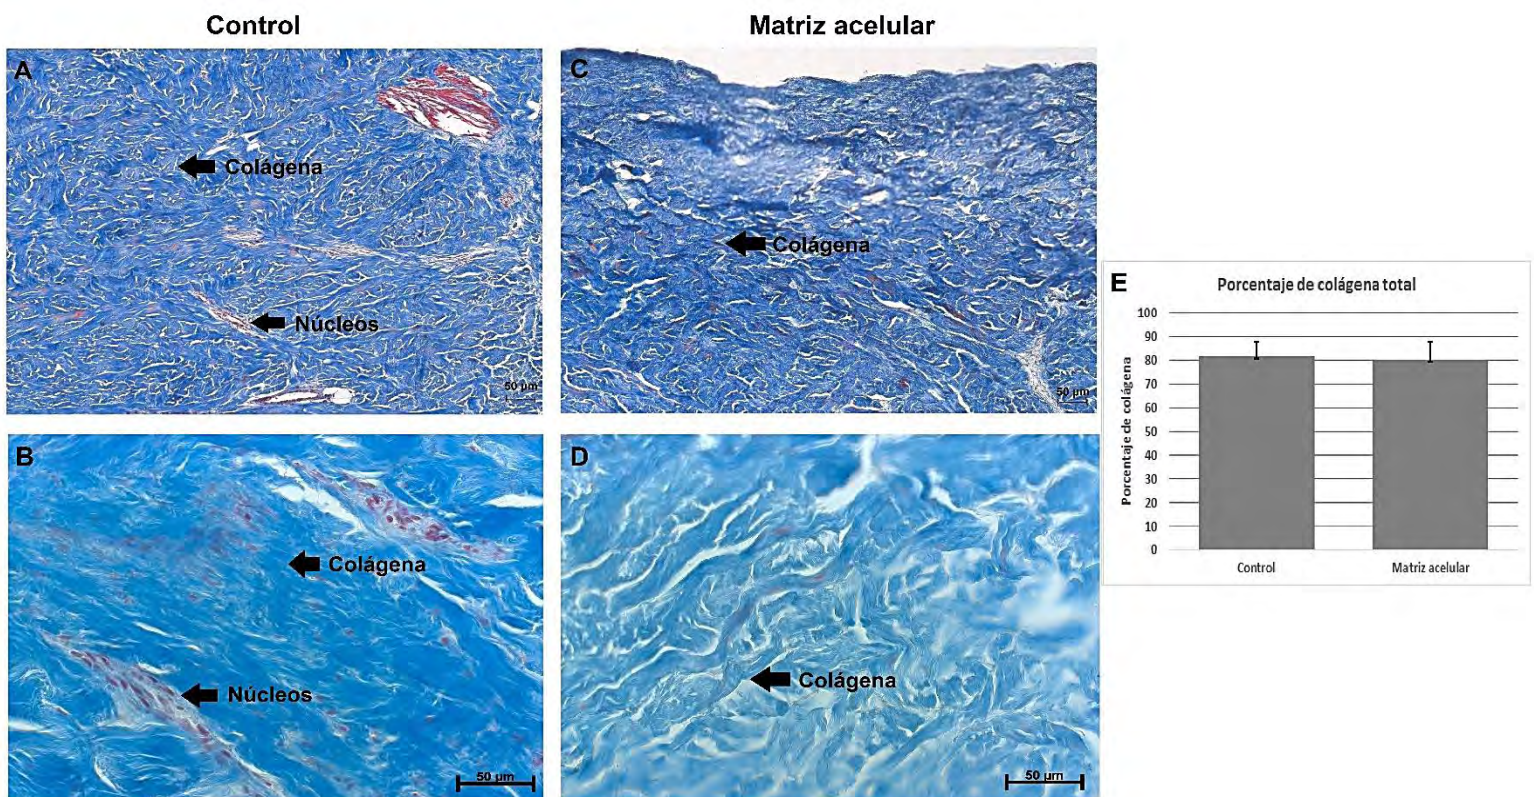 Control
Matriz acelular
A
Colágena
Núcleos
50 µm
C
Colágena
50 µm
B
Colágena
Núcleos
50 µm
D
Colágena
50 µm
E
Porcentaje de colágena total
Porcentaje de colágena
100
90
80
70
60
50
40
30
20
10
0
Control
Matriz acelular